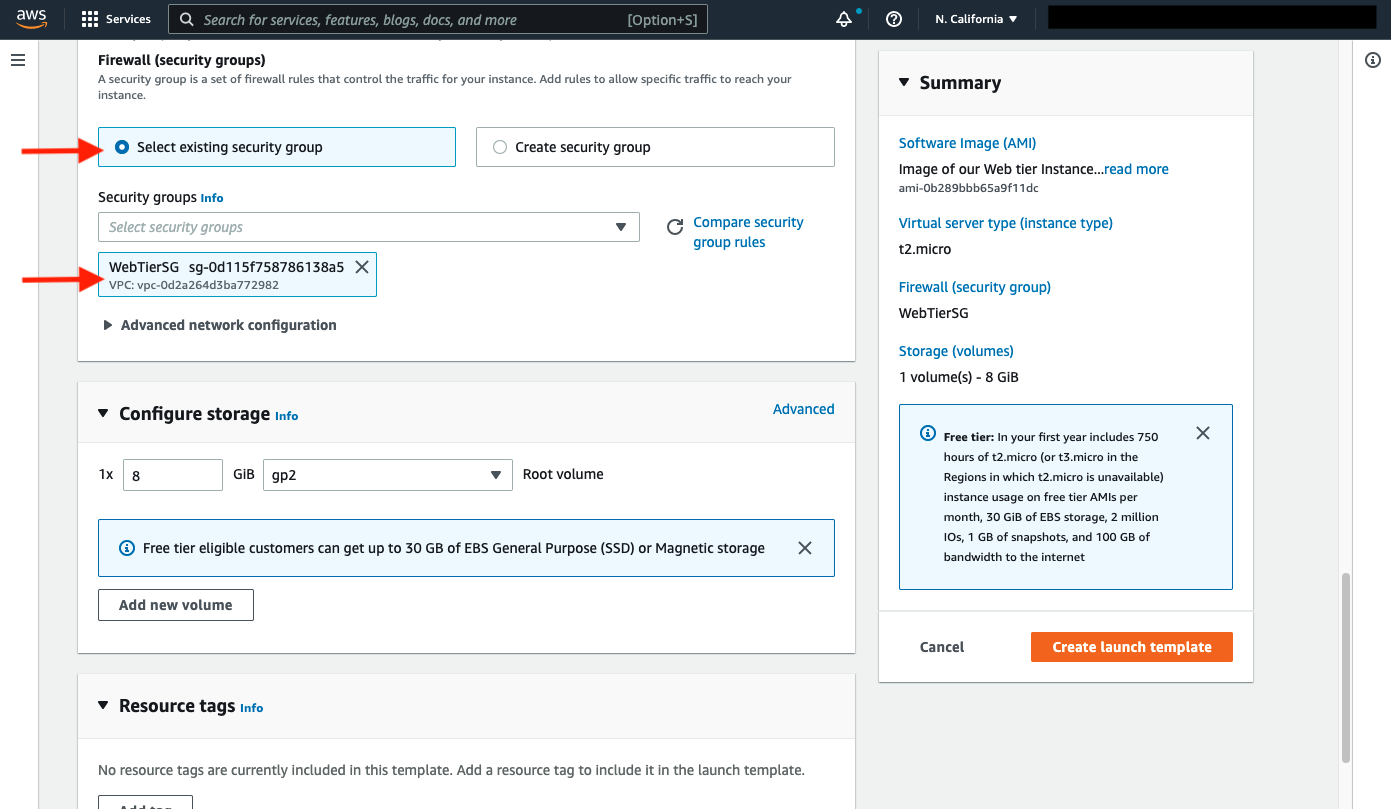 aws
Services
Search for services, features, blogs, docs, and more
[Option+S]
N. California
Firewall (security groups)
A security group is a set of firewall rules that control the traffic for your instance. Add rules to allow specific traffic to reach your
instance.
Select existing security group
Create security group
Security groups Info
Select security groups
Compare security
group rules
WebTierSG sg-0d115f758786138a5
VPC: vpc-0d2a264d3ba772982
Advanced network configuration
Configure storage Info
Advanced
1x
8
GiB
gp2
Root volume
Free tier eligible customers can get up to 30 GB of EBS General Purpose (SSD) or Magnetic storage
Add new volume
Resource tags Info
No resource tags are currently included in this template. Add a resource tag to include it in the launch template.
Add tag
Summary
Software Image (AMI)
Image of our Web tier Instance...read more
ami-0b289bbb65a9f11dc
Virtual server type (instance type)
t2.micro
Firewall (security group)
WebTierSG
Storage (volumes)
1 volume(s) - 8 GiB
Free tier: In your first year includes 750
hours of t2.micro (or t3.micro in the
Regions in which t2.micro is unavailable)
instance usage on free tier AMIs per
month, 30 GiB of EBS storage, 2 million
IOs, 1 GB of snapshots, and 100 GB of
bandwidth to the internet
Cancel
Create launch template